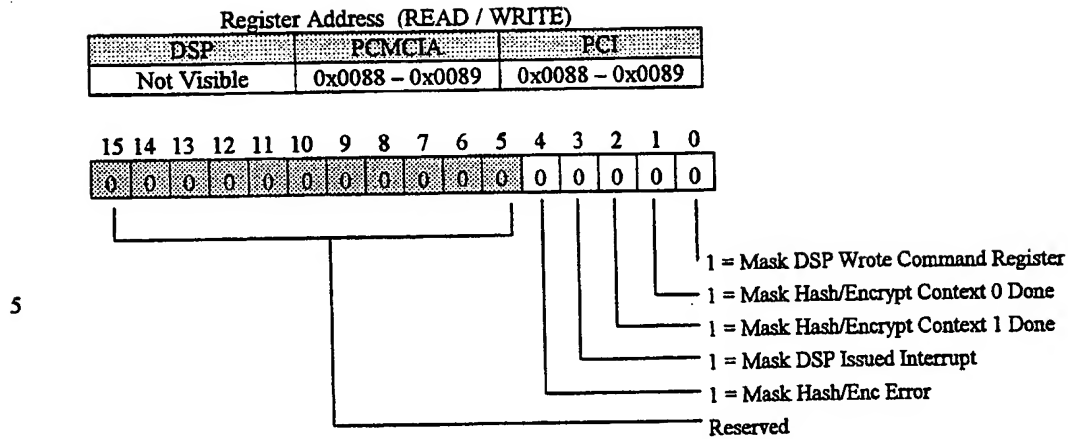 Register Address (READ / WRITE)
DSP PCMCIA PCI
Not Visible 0x0088 – 0x0089 0x0088 – 0x0089
15 14 13 12 11 10 9 8 7 6 5 4 3 2 1 0
0 0 0 0 0 0 0 0 0 0 0 0 0 0 0 0
1 = Mask DSP Wrote Command Register
1 = Mask Hash/Encrypt Context 0 Done
5
1 = Mask Hash/Encrypt Context 1 Done
1 = Mask DSP Issued Interrupt
1 = Mask Hash/Enc Error
Reserved